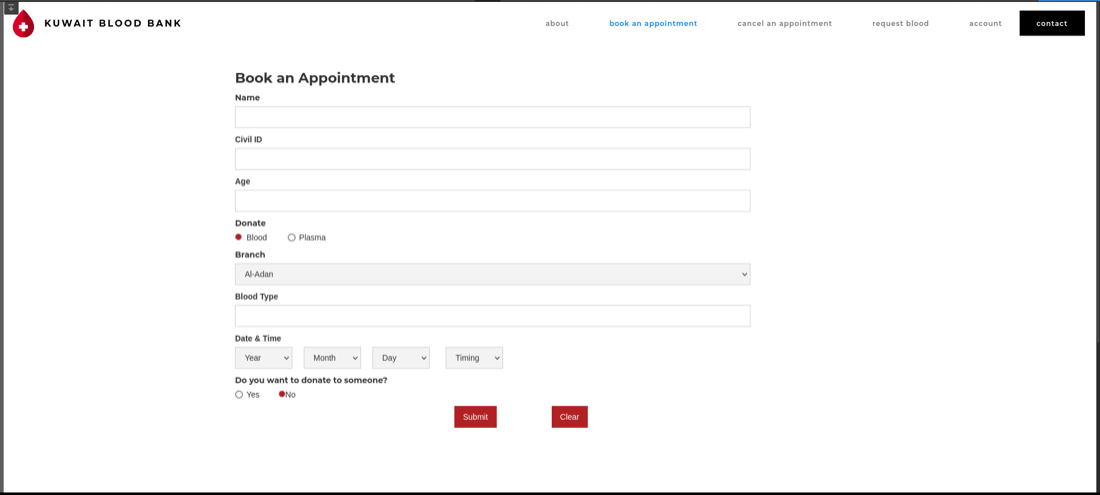 KUWAIT BLOOD BANK about book an appointment cancel an appointment request blood account contact
Book an Appointment
Name
Civil ID
Age
Donate
Blood Plasma
Branch
Al-Adan
Blood Type
Date & Time
Year Month Day Timing
Do you want to donate to someone?
Yes No
Submit Clear